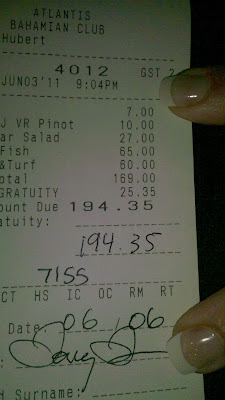 ATLANTIS
BAHAMIAN CLUB
Hubert
4012 GST 2
JUN03'11 9:04PM
7.00
J VR Pinot 10.00
ar Salad 27.00
Fish 65.00
&Turf 60.00
otal 169.00
GRATUITY 25.35
ount Due 194.35
atuity:
194.35
7155
CT HS IC OC RM RT
Date: 06 06
d Surname: